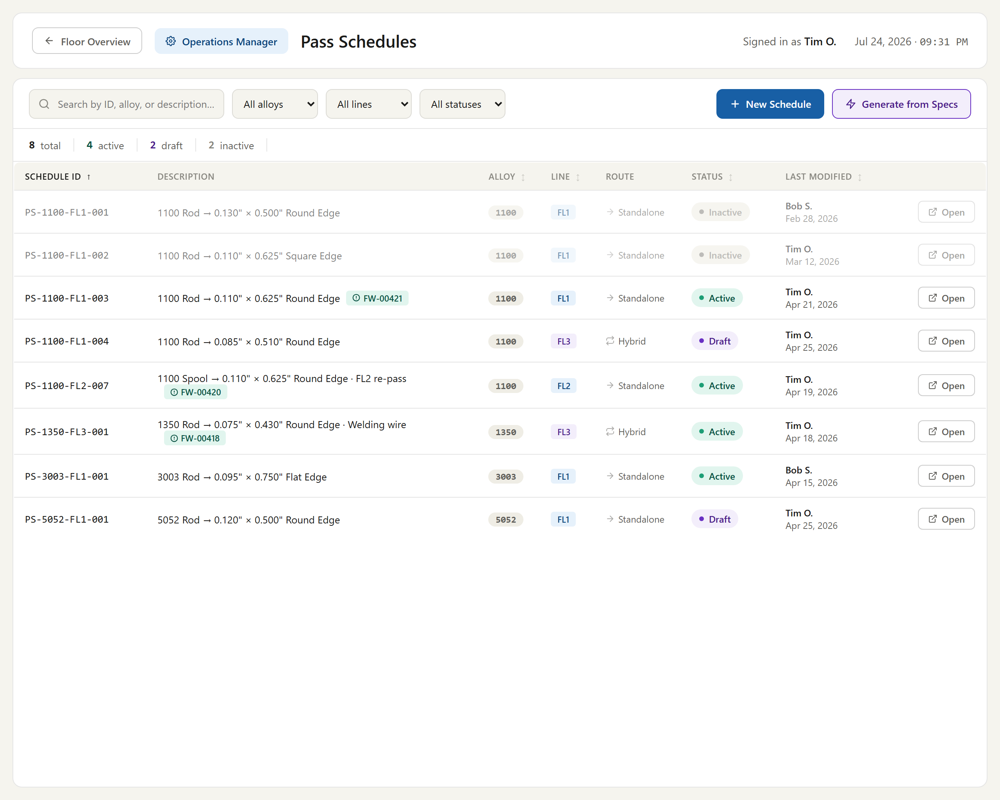 ← Floor Overview Operations Manager Pass Schedules Signed in as Tim O. Jul 24, 2026 · 09:31 PM
Search by ID, alloy, or description... All alloys All lines All statuses + New Schedule Generate from Specs
8 total 4 active 2 draft 2 inactive
SCHEDULE ID ↑ DESCRIPTION ALLOY ↕ LINE ↕ ROUTE STATUS ↕ LAST MODIFIED ↕
PS-1100-FL1-001 1100 Rod → 0.130" × 0.500" Round Edge 1100 FL1 → Standalone Inactive Bob S. Open
Feb 28, 2026
PS-1100-FL1-002 1100 Rod → 0.110" × 0.625" Square Edge 1100 FL1 → Standalone Inactive Tim O. Open
Mar 12, 2026
PS-1100-FL1-003 1100 Rod → 0.110" × 0.625" Round Edge FW-00421 1100 FL1 → Standalone Active Tim O. Open
Apr 21, 2026
PS-1100-FL1-004 1100 Rod → 0.085" × 0.510" Round Edge 1100 FL3 Hybrid Draft Tim O. Open
Apr 25, 2026
PS-1100-FL2-007 1100 Spool → 0.110" × 0.625" Round Edge · FL2 re-pass 1100 FL2 → Standalone Active Tim O. Open
FW-00420 Apr 19, 2026
PS-1350-FL3-001 1350 Rod → 0.075" × 0.430" Round Edge · Welding wire 1350 FL3 Hybrid Active Tim O. Open
FW-00418 Apr 18, 2026
PS-3003-FL1-001 3003 Rod → 0.095" × 0.750" Flat Edge 3003 FL1 → Standalone Active Bob S. Open
Apr 15, 2026
PS-5052-FL1-001 5052 Rod → 0.120" × 0.500" Round Edge 5052 FL1 → Standalone Draft Tim O. Open
Apr 25, 2026